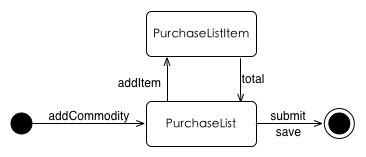 PurchaseListItem
addItem
total
addCommodity
PurchaseList
submit
save